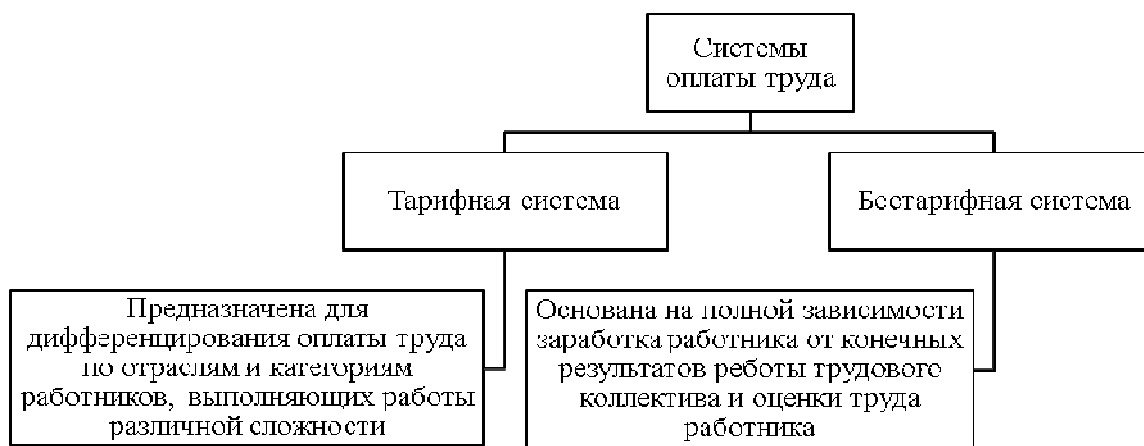 Системы
оплаты труда
Тарифная система
Бестарифная система
Предназначена для
дифференцирования оплаты труда
по отраслям и категориям
работников, выполняющих работы
различной сложности
Основана на полной зависимости
заработка работника от конечных
результатов реботы трудового
коллектива и оценки труда
работника